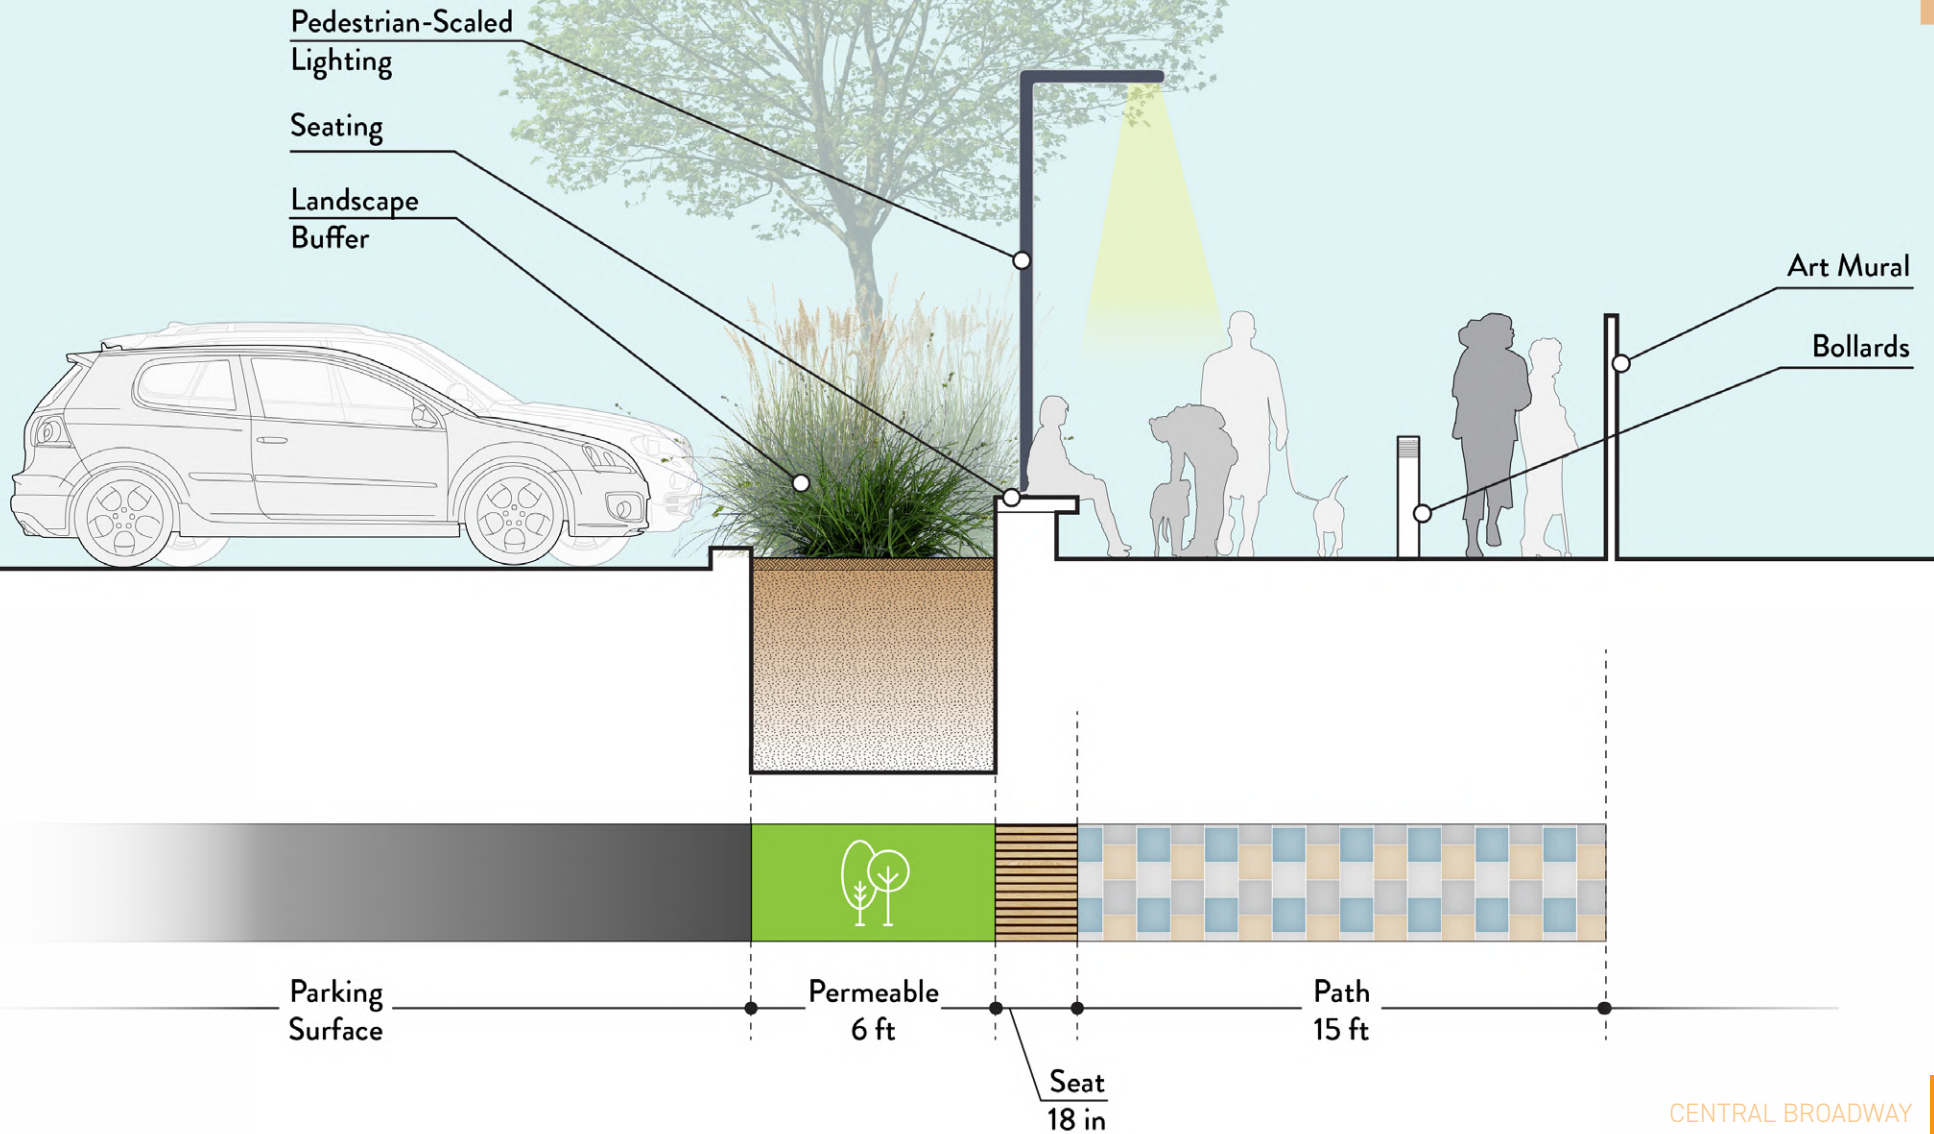 Pedestrian-Scaled
Lighting
Seating
Landscape
Buffer
Art Mural
Bollards
Parking
Surface
Permeable
6 ft
Path
15 ft
Seat
18 in
CENTRAL BROADWAY